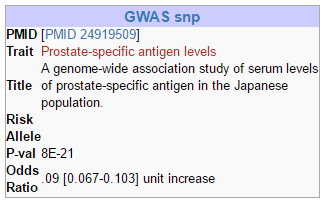 GWAS snp
PMID [PMID 24919509]
Trait Prostate-specific antigen levels
Title A genome-wide association study of serum levels
of prostate-specific antigen in the Japanese
population.
Risk
Allele
P-val 8E-21
Odds
Ratio .09 [0.067-0.103] unit increase